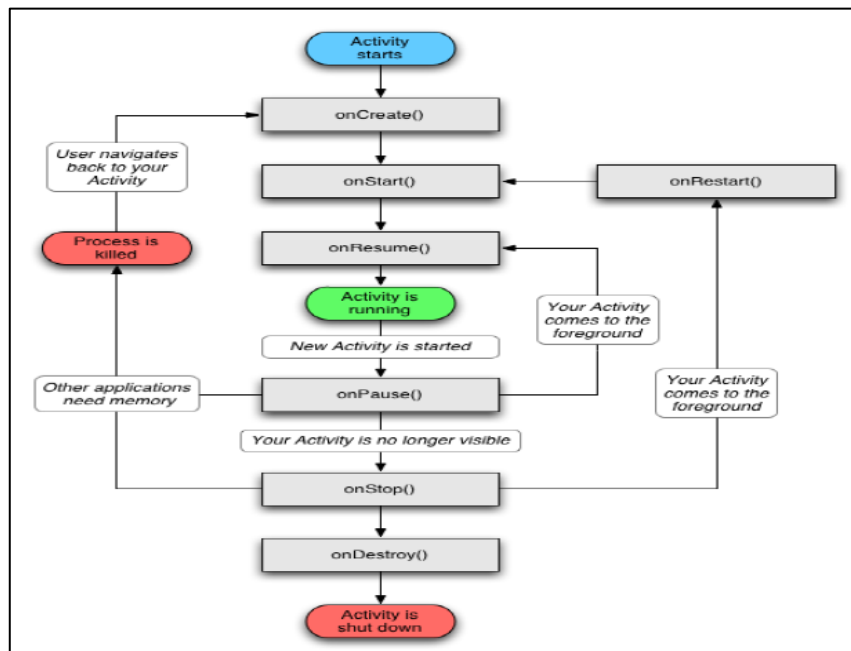 Activity
starts
onCreate()
User navigates
back to your
Activity
onStart()
onRestart()
Process is
killed
onResume()
Activity is
running
Your Activity
comes to the
foreground
New Activity is started
Other applications
need memory
onPause()
Your Activity
comes to the
foreground
Your Activity is no longer visible
onStop()
onDestroy()
Activity is
shut down